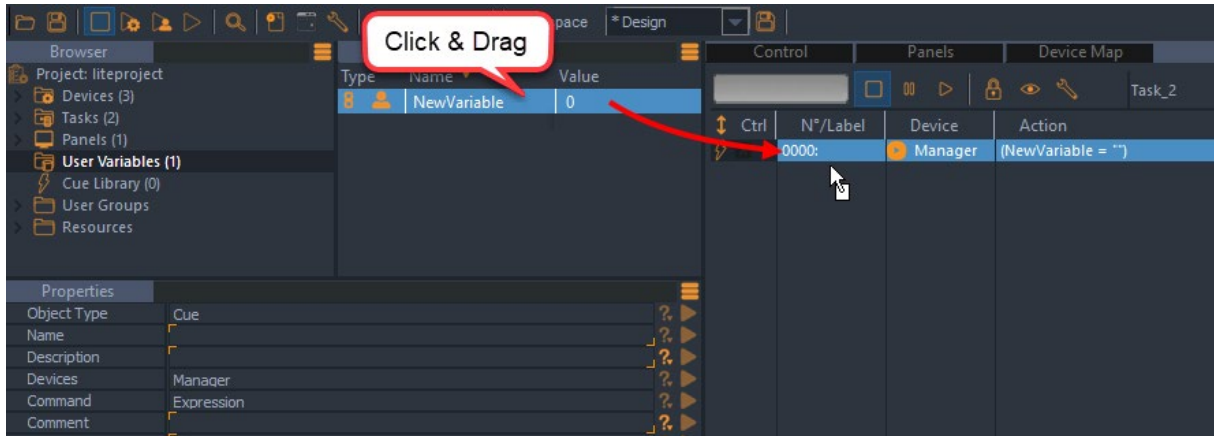 pace * Design
Click & Drag
Browser
Project: liteproject
Devices (3)
Tasks (2)
Panels (1)
User Variables (1)
Cue Library (0)
User Groups
Resources
Type Name Value
8 NewVariable 0
Control Panels Device Map
Task_2
Ctrl N°/Label Device Action
0000: Manager (NewVariable = "")
Properties
Object Type Cue
Name
Description
Devices Manager
Command Expression
Comment